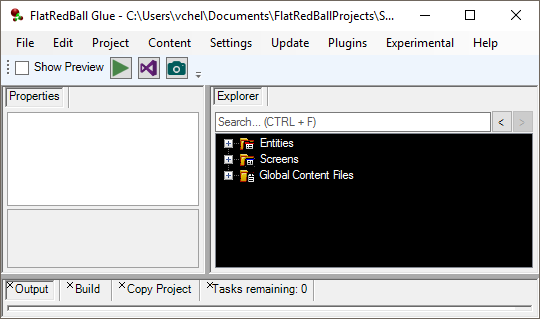 FlatRedBall Glue - C:\Users\vchel\Documents\FlatRedBallProjects\S...
File Edit Project Content Settings Update Plugins Experimental Help
Show Preview
Properties
Explorer
Search... (CTRL + F)
Entities
Screens
Global Content Files
Output Build Copy Project Tasks remaining: 0